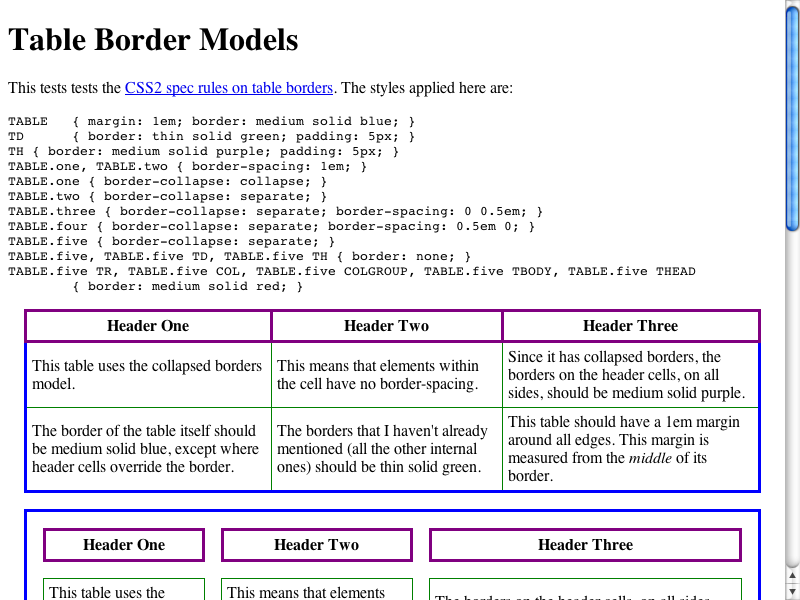 Table Border Models
This tests tests the CSS2 spec rules on table borders. The styles applied here are:
TABLE   { margin: 1em; border: medium solid blue; }
TD      { border: thin solid green; padding: 5px; }
TH { border: medium solid purple; padding: 5px; }
TABLE.one, TABLE.two { border-spacing: 1em; }
TABLE.one { border-collapse: collapse; }
TABLE.two { border-collapse: separate; }
TABLE.three { border-collapse: separate; border-spacing: 0 0.5em; }
TABLE.four { border-collapse: separate; border-spacing: 0.5em 0; }
TABLE.five { border-collapse: separate; }
TABLE.five, TABLE.five TD, TABLE.five TH { border: none; }
TABLE.five TR, TABLE.five COL, TABLE.five COLGROUP, TABLE.five TBODY, TABLE.five THEAD
        { border: medium solid red; }
Header One
Header Two
Header Three
This table uses the collapsed borders
model.
This means that elements within
the cell have no border-spacing.
Since it has collapsed borders, the
borders on the header cells, on all
sides, should be medium solid purple.
The border of the table itself should
be medium solid blue, except where
header cells override the border.
The borders that I haven't already
mentioned (all the other internal
ones) should be thin solid green.
This table should have a 1em margin
around all edges. This margin is
measured from the middle of its
border.
Header One
Header Two
Header Three
This table uses the
This means that elements
The borders on the header cells, on all sides,